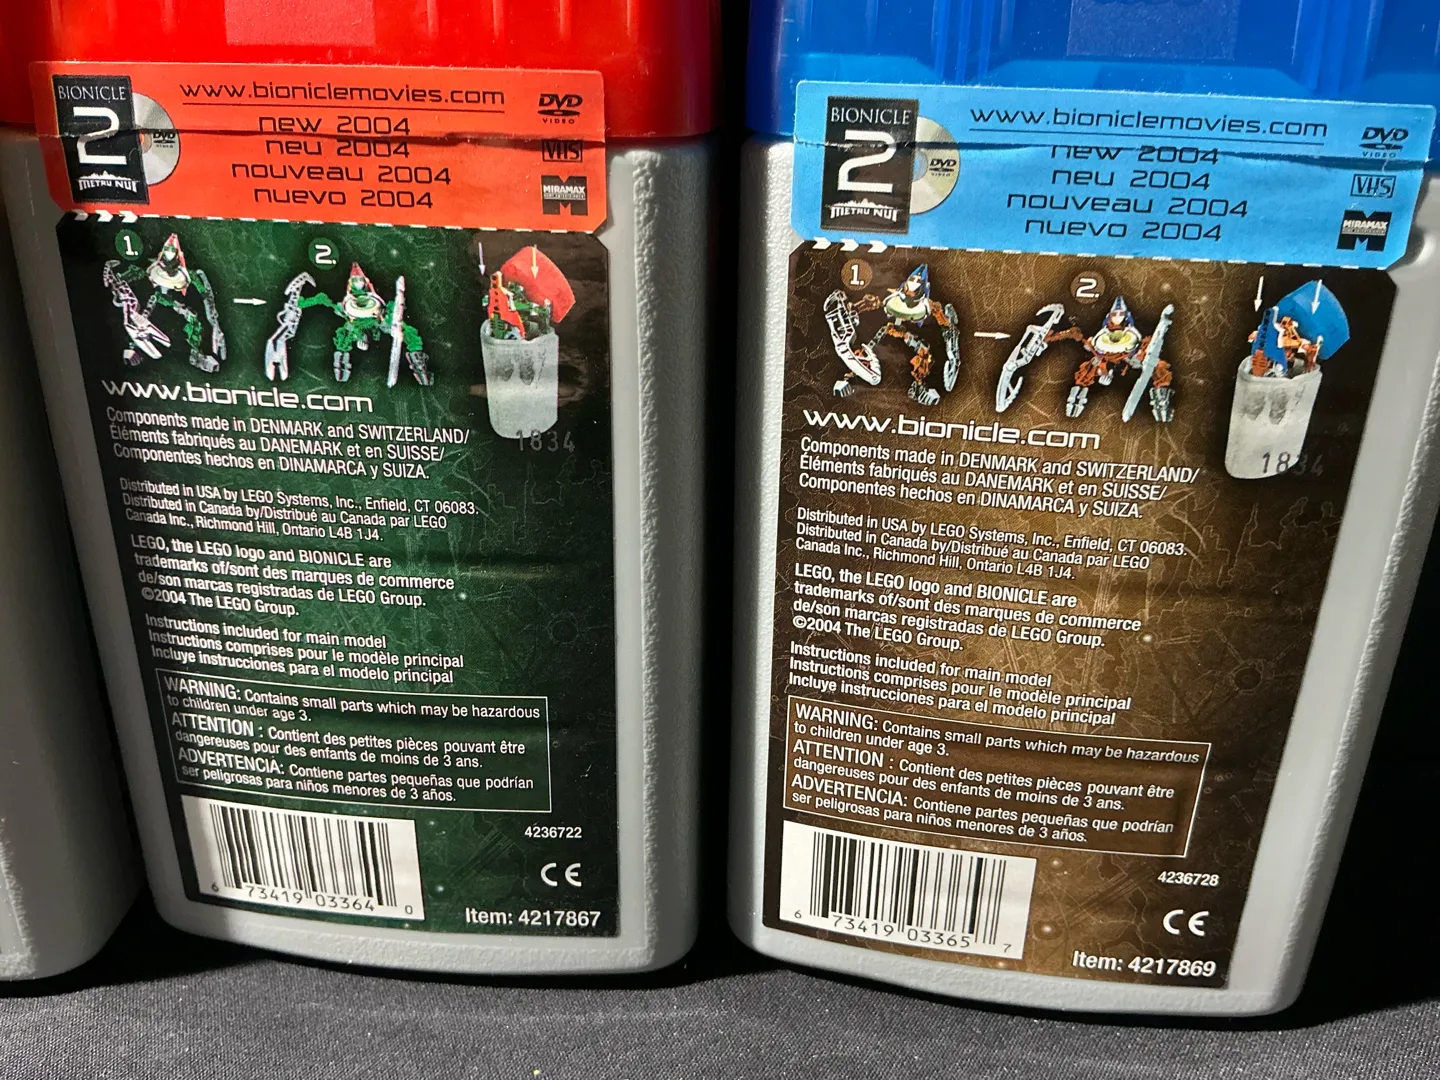 BIONICLE
2
METRU NUI
DVD
www.bioniclemovies.com
new 2004
neu 2004
nouveau 2004
nuevo 2004
DVD
VIDEO
VHS
MIRAMAX
M
1.
2.
www.bionicle.com
1834
Components made in DENMARK and SWITZERLAND/
Éléments fabriqués au DANEMARK et en SUISSE/
Componentes hechos en DINAMARCA y SUIZA.
Distributed in USA by LEGO Systems, Inc., Enfield, CT 06083.
Distributed in Canada by/Distribué au Canada par LEGO
Canada Inc., Richmond Hill, Ontario L4B 1J4.
LEGO, the LEGO logo and BIONICLE are
trademarks of/sont des marques de commerce
de/son marcas registradas de LEGO Group.
©2004 The LEGO Group.
Instructions included for main model
Instructions comprises pour le modèle principal
Incluye instrucciones para el modelo principal
WARNING: Contains small parts which may be hazardous
to children under age 3.
ATTENTION : Contient des petites pièces pouvant être
dangereuses pour des enfants de moins de 3 ans.
ADVERTENCIA: Contiene partes pequeñas que podrían
ser peligrosas para niños menores de 3 años.
6 73419 03364 0
4236722
CE
Item: 4217867
BIONICLE
2
METRU NUI
DVD
www.bioniclemovies.com
new 2004
neu 2004
nouveau 2004
nuevo 2004
DVD
VIDEO
VHS
MIRAMAX
M
1.
2.
www.bionicle.com
1834
Components made in DENMARK and SWITZERLAND/
Éléments fabriqués au DANEMARK et en SUISSE/
Componentes hechos en DINAMARCA y SUIZA.
Distributed in USA by LEGO Systems, Inc., Enfield, CT 06083.
Distributed in Canada by/Distribué au Canada par LEGO
Canada Inc., Richmond Hill, Ontario L4B 1J4.
LEGO, the LEGO logo and BIONICLE are
trademarks of/sont des marques de commerce
de/son marcas registradas de LEGO Group.
©2004 The LEGO Group.
Instructions included for main model
Instructions comprises pour le modèle principal
Incluye instrucciones para el modelo principal
WARNING: Contains small parts which may be hazardous
to children under age 3.
ATTENTION : Contient des petites pièces pouvant être
dangereuses pour des enfants de moins de 3 ans.
ADVERTENCIA: Contiene partes pequeñas que podrían
ser peligrosas para niños menores de 3 años.
6 73419 03365 7
4236728
CE
Item: 4217869